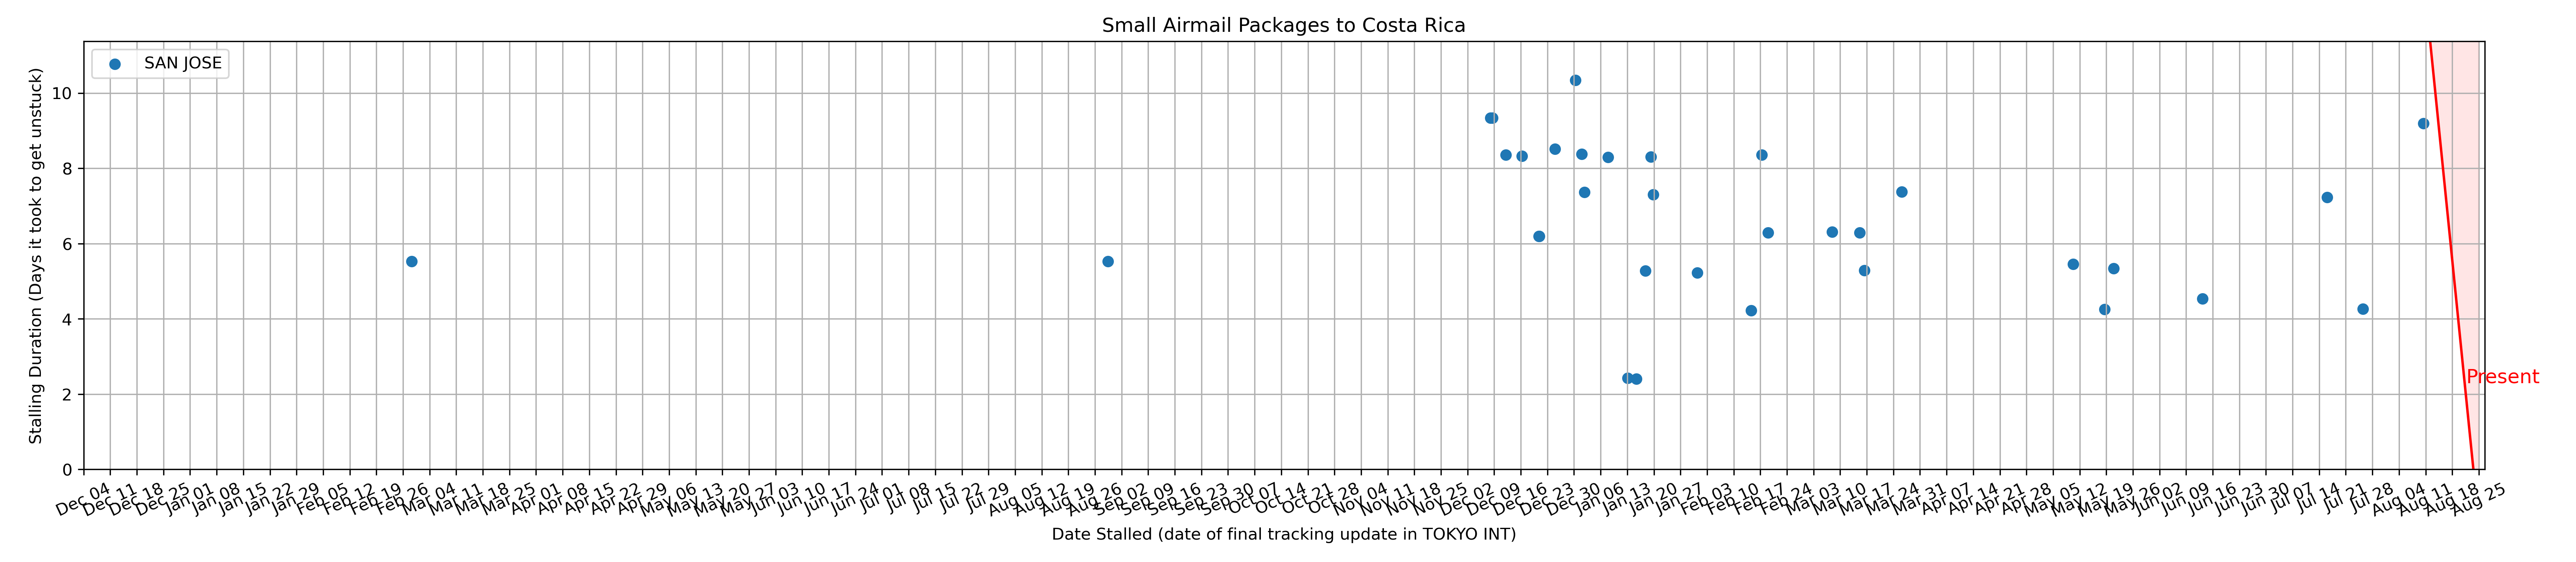 Small Airmail Packages to Costa Rica
SAN JOSE
Stalling Duration (Days it took to get unstuck)
10
8
6
4
2
0
Present
Dec 04
Dec 11
Dec 18
Dec 25
Jan 01
Jan 08
Jan 15
Jan 22
Jan 29
Feb 05
Feb 12
Feb 19
Feb 26
Mar 04
Mar 11
Mar 18
Mar 25
Apr 01
Apr 08
Apr 15
Apr 22
Apr 29
May 06
May 13
May 20
May 27
Jun 03
Jun 10
Jun 17
Jun 24
Jul 01
Jul 08
Jul 15
Jul 22
Jul 29
Aug 05
Aug 12
Aug 19
Aug 26
Sep 02
Sep 09
Sep 16
Sep 23
Sep 30
Oct 07
Oct 14
Oct 21
Oct 28
Nov 04
Nov 11
Nov 18
Nov 25
Dec 02
Dec 09
Dec 16
Dec 23
Dec 30
Jan 06
Jan 13
Jan 20
Jan 27
Feb 03
Feb 10
Feb 17
Feb 24
Mar 03
Mar 10
Mar 17
Mar 24
Mar 31
Apr 07
Apr 14
Apr 21
Apr 28
May 05
May 12
May 19
May 26
Jun 02
Jun 09
Jun 16
Jun 23
Jun 30
Jul 07
Jul 14
Jul 21
Jul 28
Aug 04
Aug 11
Aug 18
Aug 25
Date Stalled (date of final tracking update in TOKYO INT)